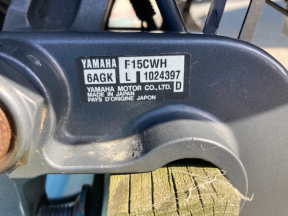 YAMAHA F15CWH
6AGK L 1024397
YAMAHA MOTOR CO., LTD.
MADE IN JAPAN
PAYS D'ORIGINE JAPON D